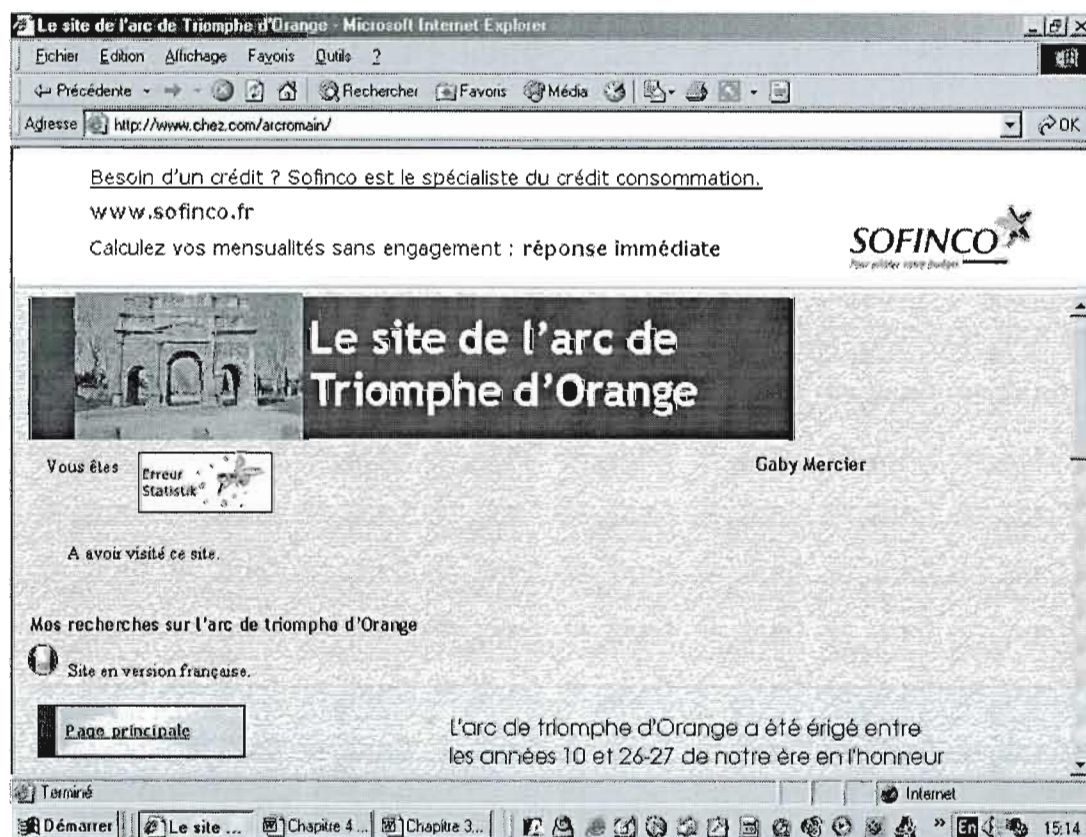 Le site de l'arc de Triomphe d'Orange - Microsoft Internet Explorer
Fichier Edition Affichage Favoris Outils ?
Précédente Rechercher Favoris Média
Adresse http://www.chez.com/arcromain/ OK
Besoin d'un crédit ? Sofinco est le spécialiste du crédit consommation.
www.sofinco.fr
Calculez vos mensualités sans engagement : réponse immédiate
SOFINCO
Pour piloter votre budget
Le site de l'arc de
Triomphe d'Orange
Vous êtes
Erreur
Statistik
Gaby Mercier
A avoir visité ce site.
Mes recherches sur l'arc de triomphe d'Orange
Site en version française.
Page principale
L'arc de triomphe d'Orange a été érigé entre
les années 10 et 26-27 de notre ère en l'honneur
Terminé Internet
Démarrer Le site ... Chapitre 4 ... Chapitre 3... » En 15:14